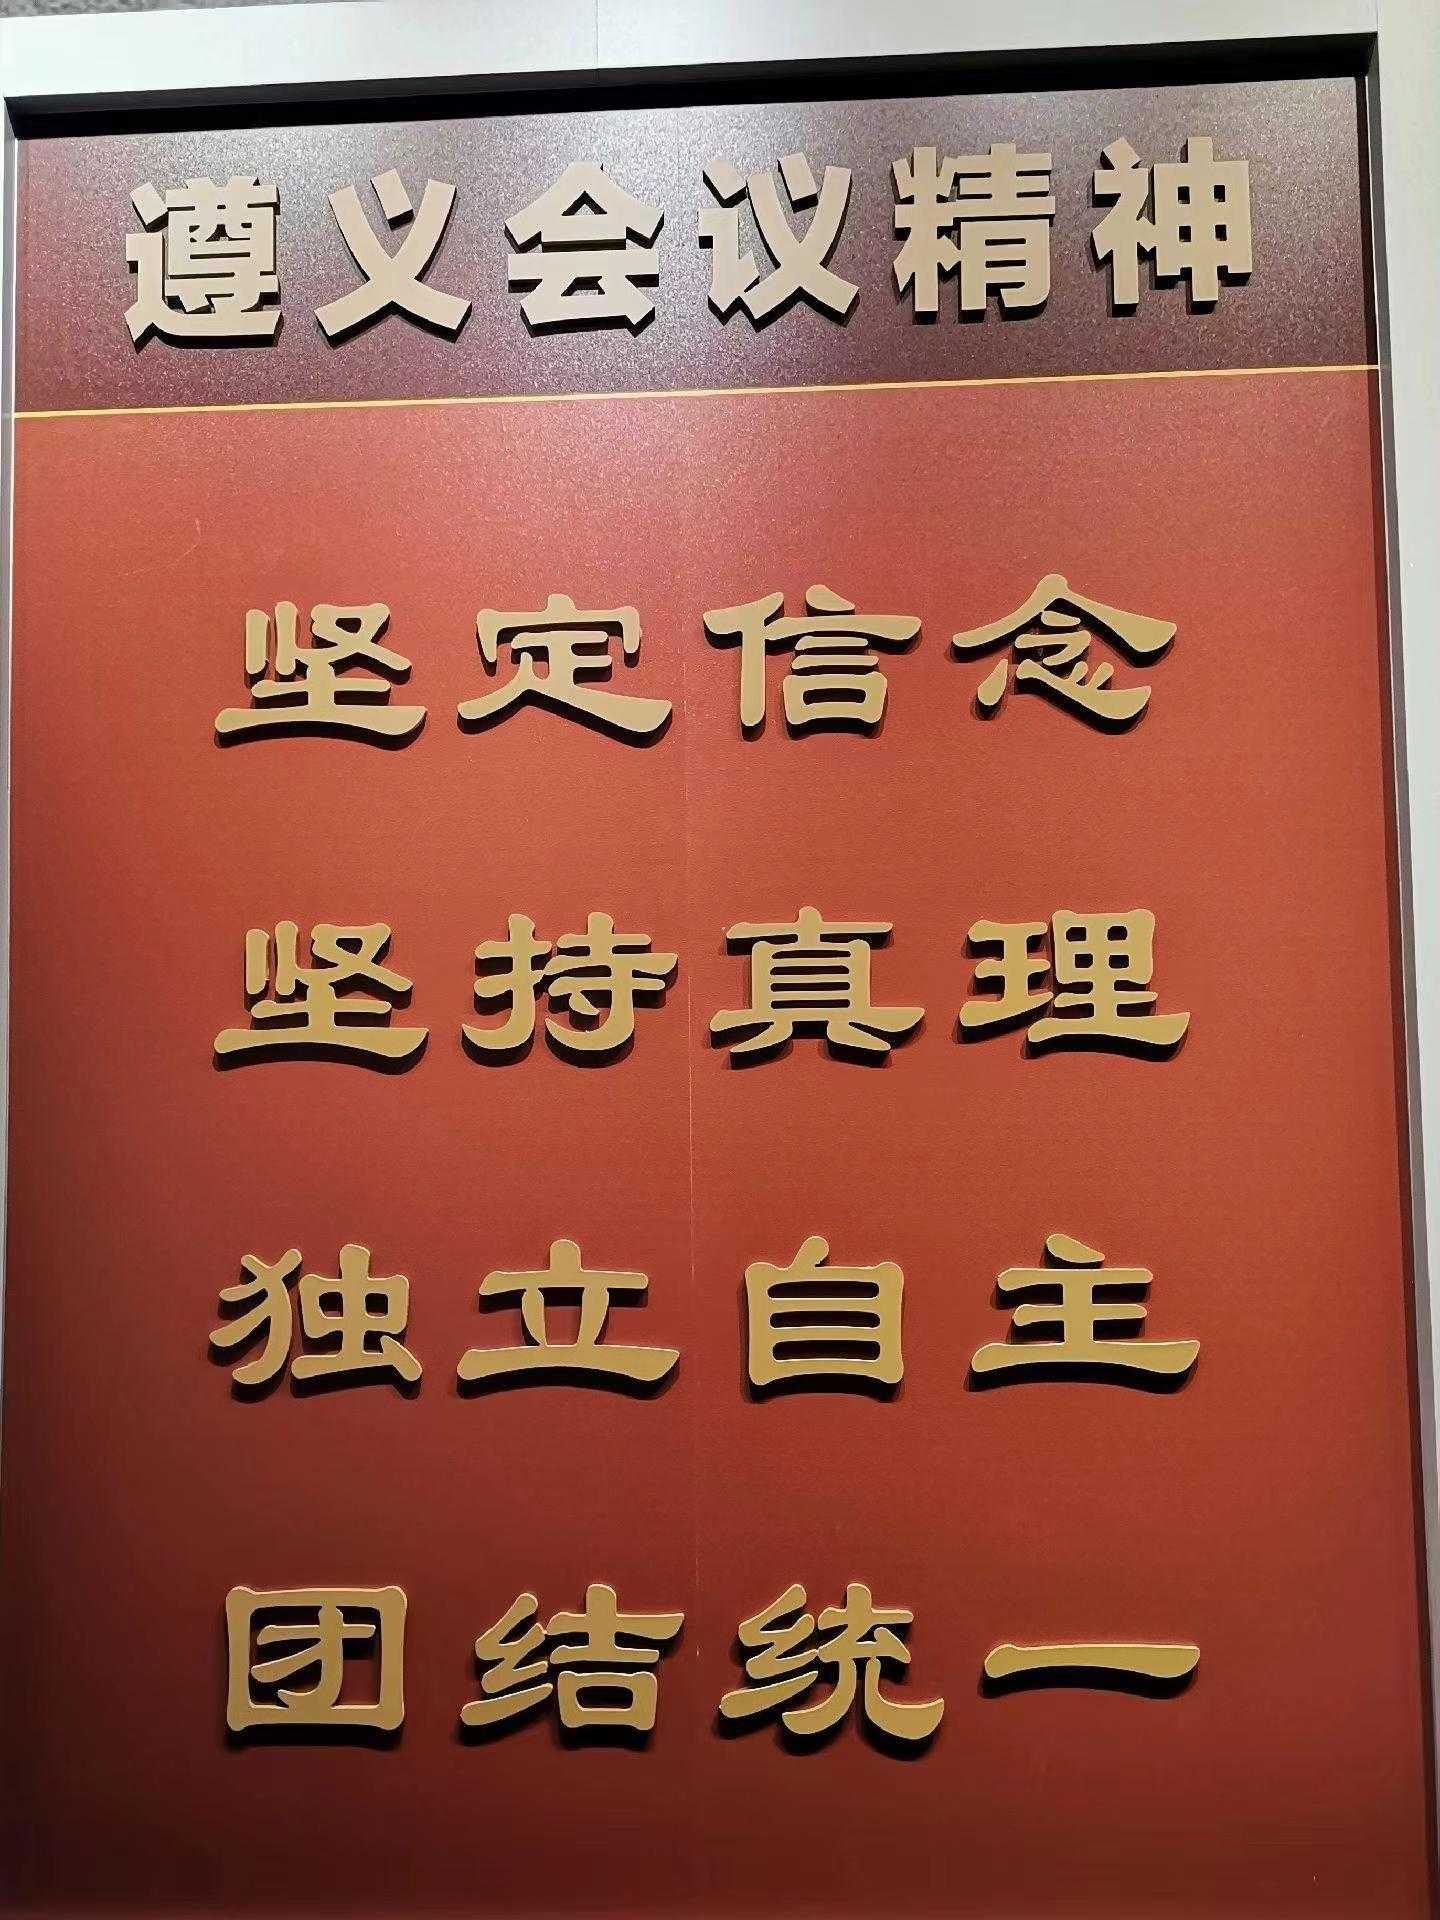 遵义会议精神
坚定信念
坚持真理
独立自主
团结统一